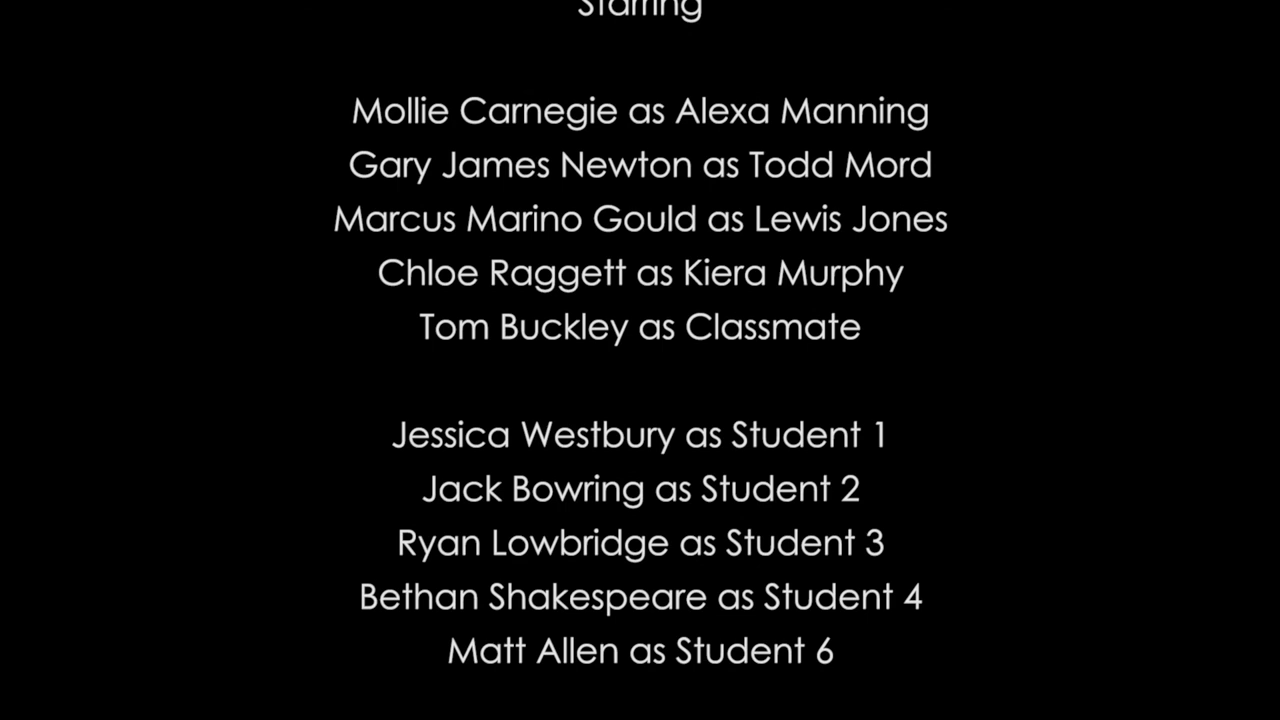 Starring
Mollie Carnegie as Alexa Manning
Gary James Newton as Todd Mord
Marcus Marino Gould as Lewis Jones
Chloe Raggett as Kiera Murphy
Tom Buckley as Classmate
Jessica Westbury as Student 1
Jack Bowring as Student 2
Ryan Lowbridge as Student 3
Bethan Shakespeare as Student 4
Matt Allen as Student 6